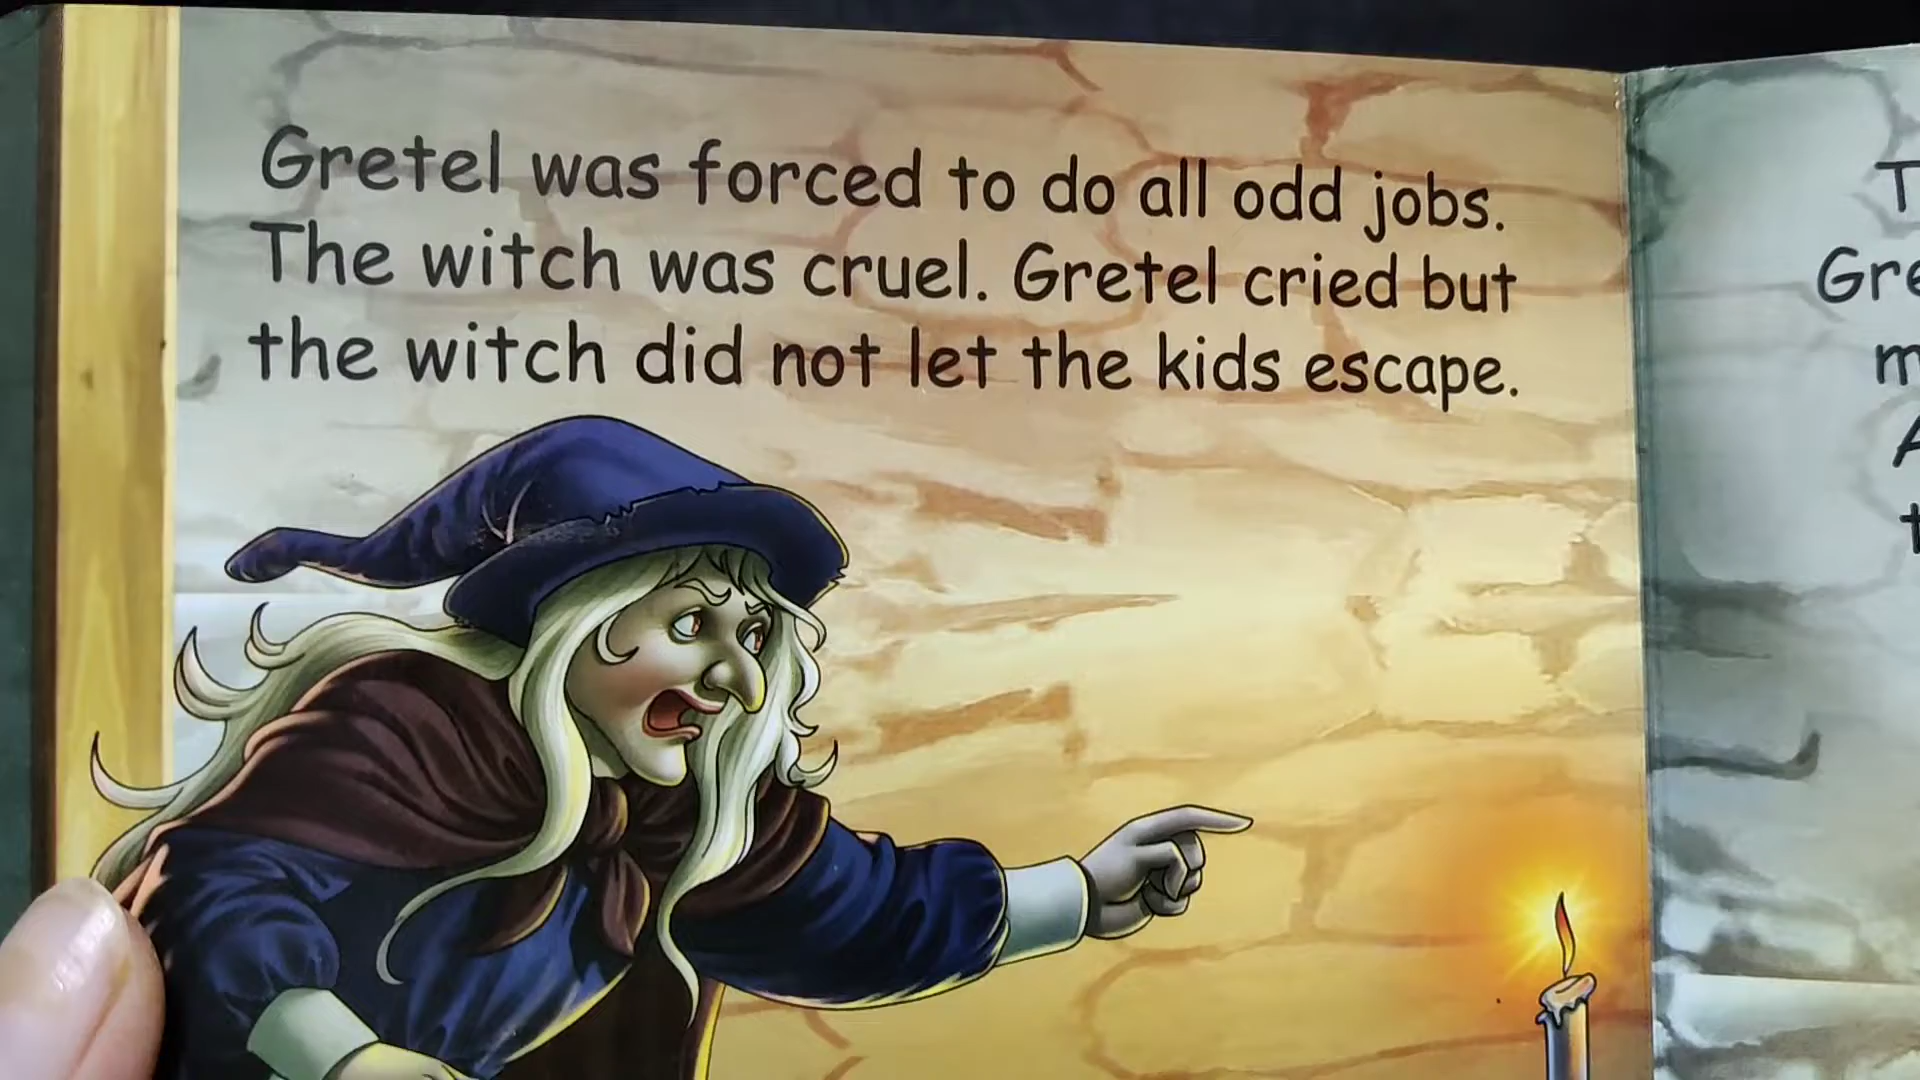 Gretel was forced to do all odd jobs.
The witch was cruel. Gretel cried but
the witch did not let the kids escape.